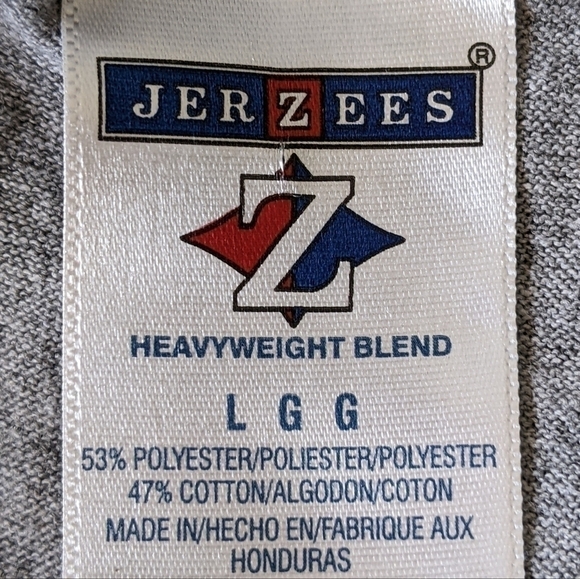 JERZEES®
Z
HEAVYWEIGHT BLEND
L G G
53% POLYESTER/POLIESTER/POLYESTER
47% COTTON/ALGODON/COTON
MADE IN/HECHO EN/FABRIQUE AUX
HONDURAS